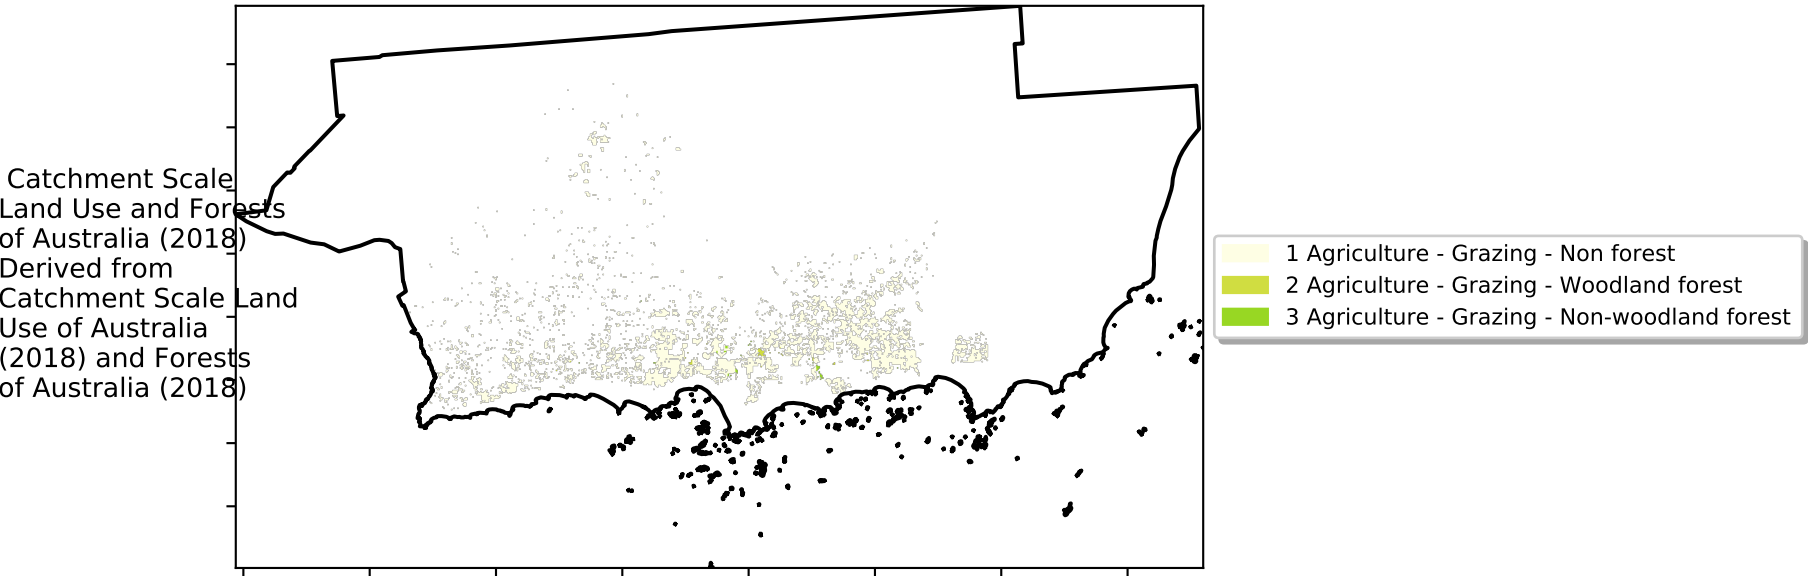 Catchment Scale
Land Use and Forests
of Australia (2018)
Derived from
Catchment Scale Land
Use of Australia
(2018) and Forests
of Australia (2018)
1 Agriculture - Grazing - Non forest
2 Agriculture - Grazing - Woodland forest
3 Agriculture - Grazing - Non-woodland forest